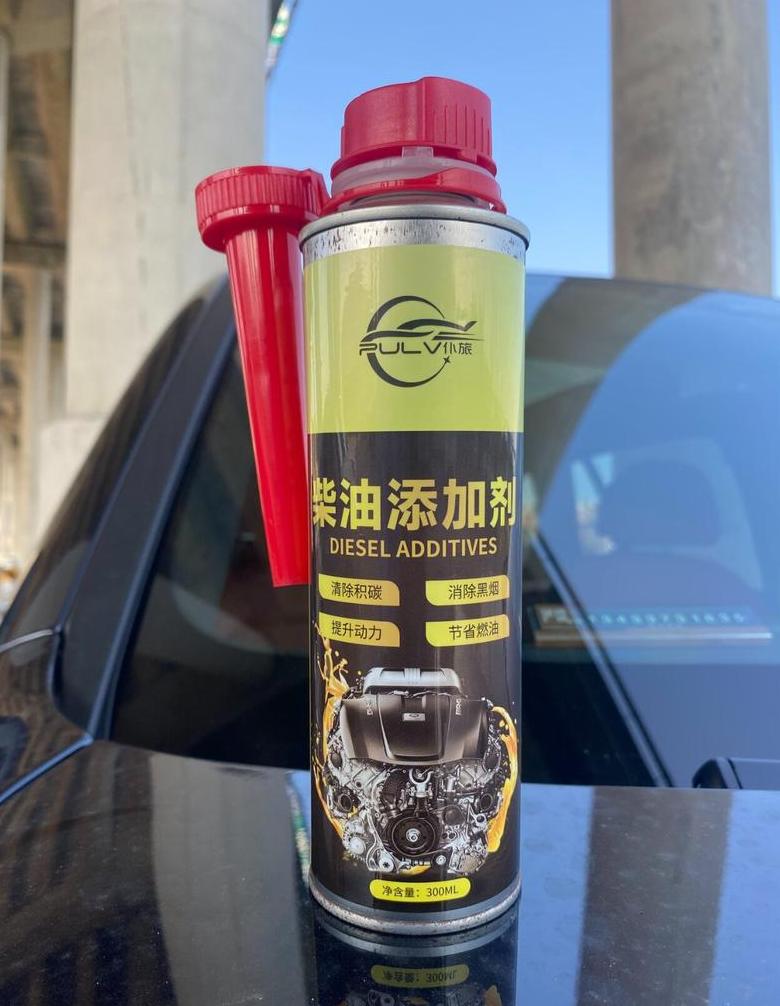 PULV仆旅
柴油添加剂
DIESEL ADDITIVES
清除积碳 消除黑烟
提升动力 节省燃油
净含量：300ML